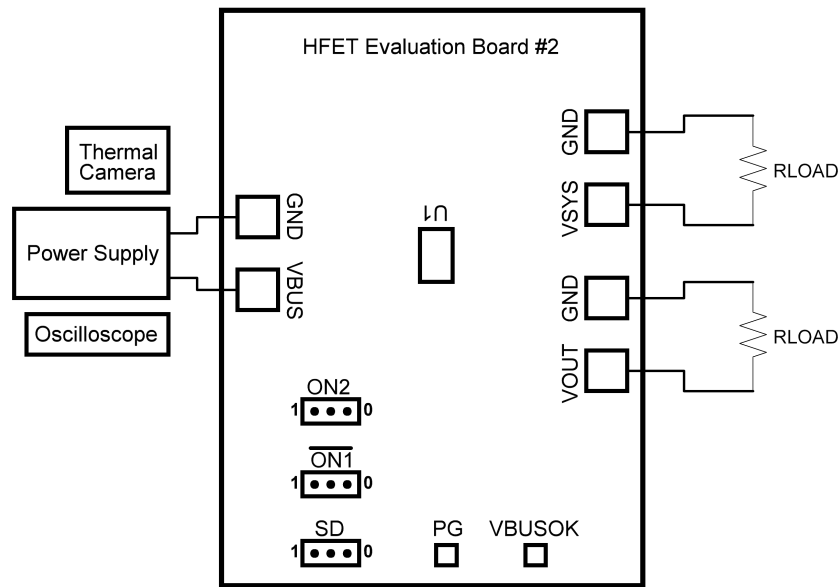 HFET Evaluation Board #2
Thermal
Camera
GND
VSYS
RLOAD
GND
VBUS
U1
Power Supply
Oscilloscope
GND
VOUT
RLOAD
ON2
1 0
ON1
1 0
SD
1 0
PG
VBUSOK